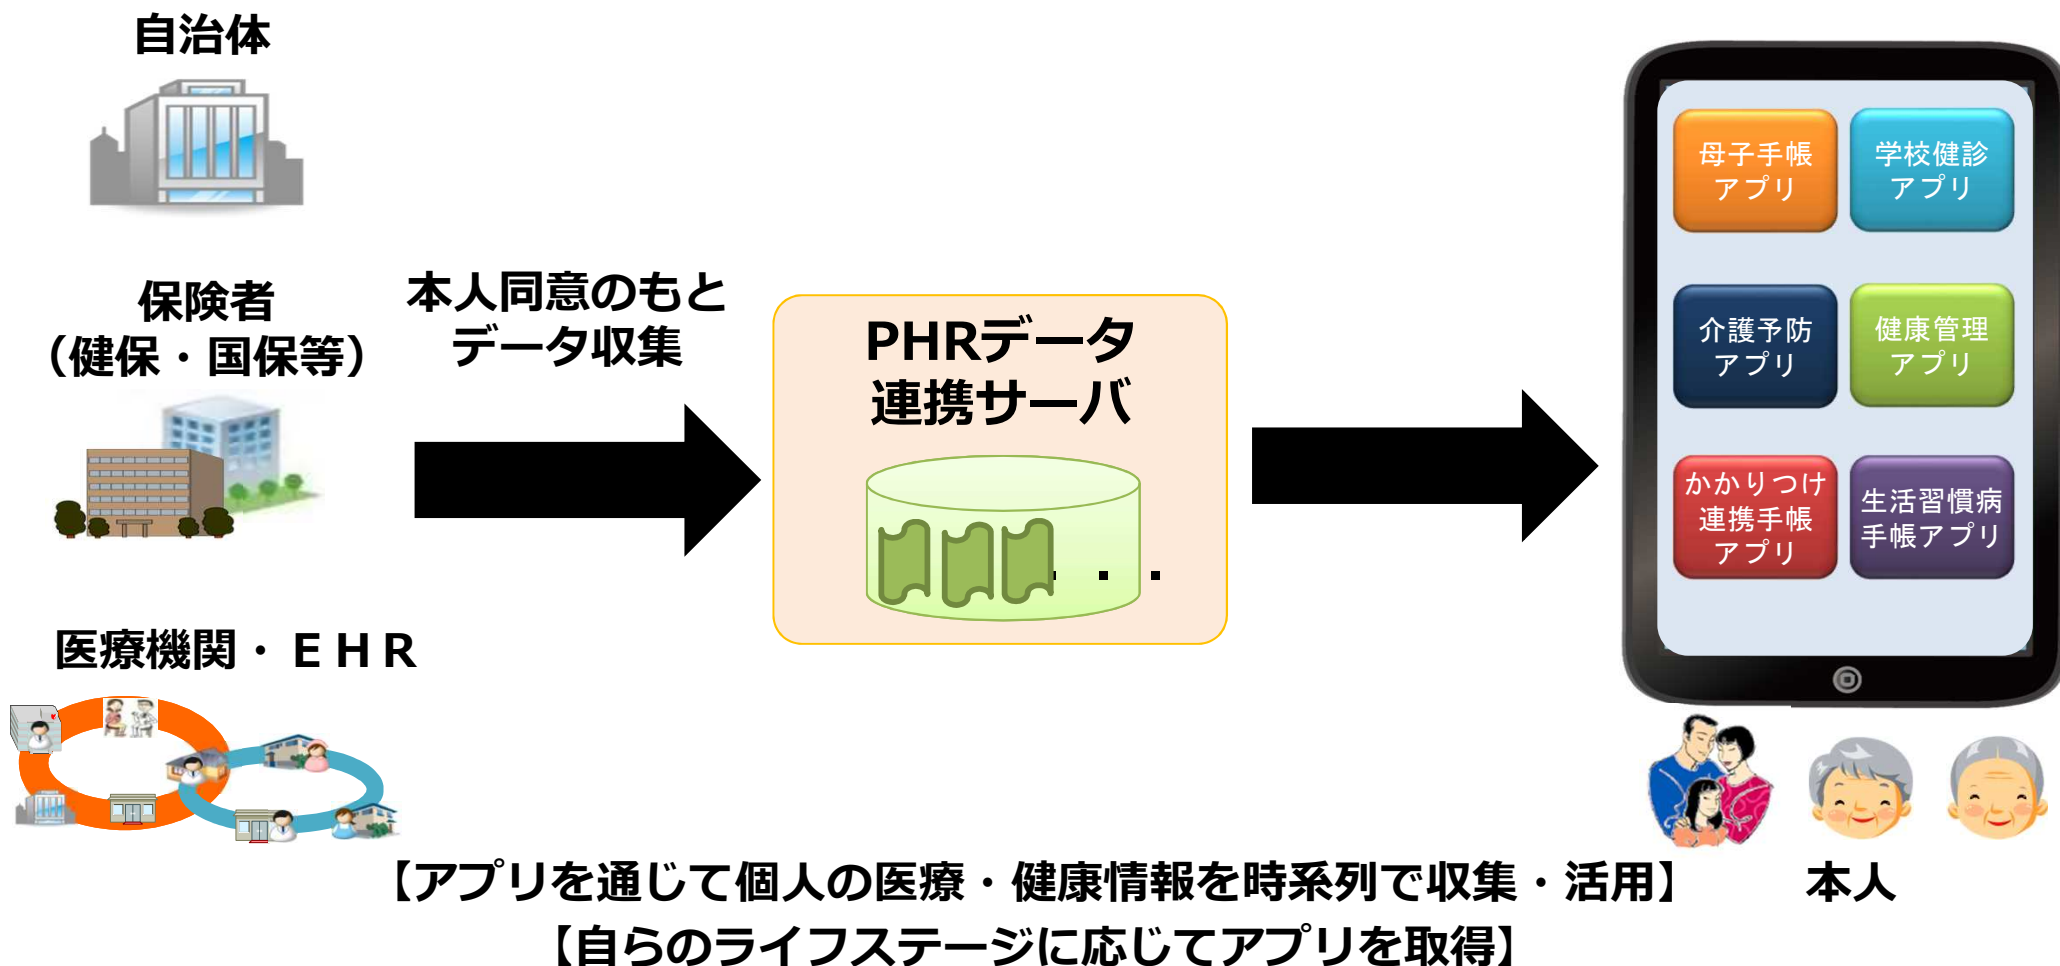 自治体
保険者
（健保・国保等）
医療機関・ＥＨＲ
本人同意のもと
データ収集
PHRデータ
連携サーバ
・・・
母子手帳
アプリ
学校健診
アプリ
介護予防
アプリ
健康管理
アプリ
かかりつけ
連携手帳
アプリ
生活習慣病
手帳アプリ
本人
【アプリを通じて個人の医療・健康情報を時系列で収集・活用】
【自らのライフステージに応じてアプリを取得】